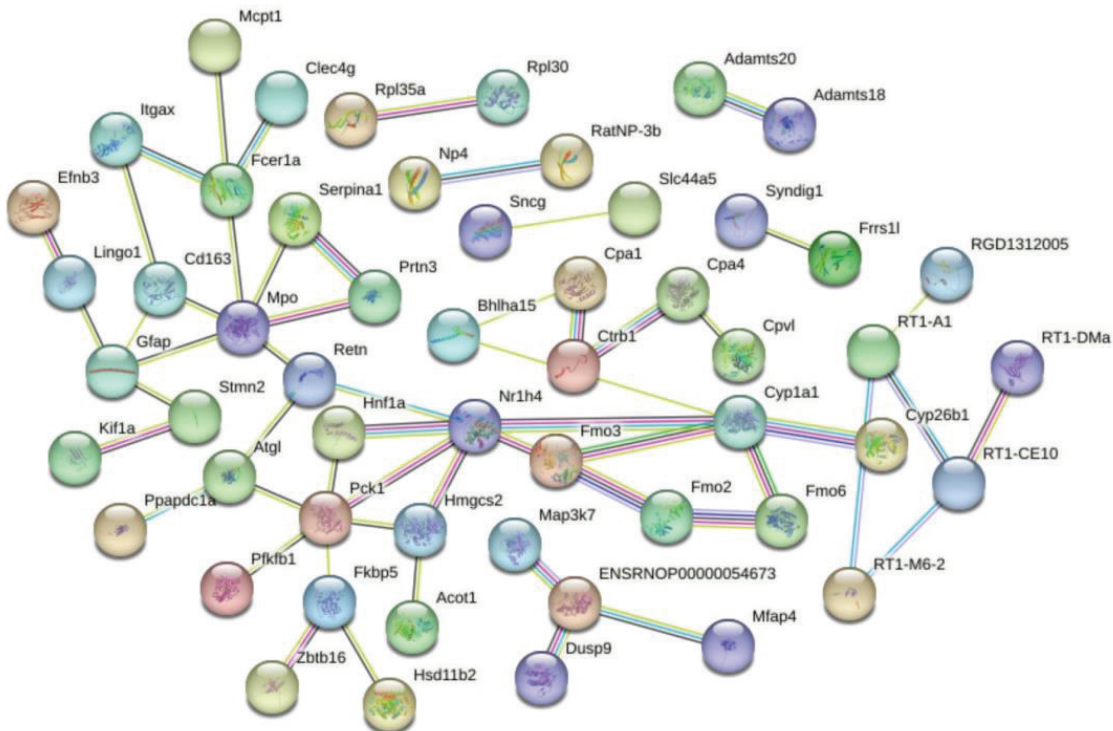 Mcpt1
Clec4g
Rpl35a
Rpl30
Adamts20
Adamts18
Itgax
Fcer1a
Np4
RatNP-3b
Efnb3
Serpina1
Slc44a5
Sncg
Syndig1
Frrs1l
Lingo1
Cd163
Prtn3
Cpa1
Cpa4
RGD1312005
Mpo
Bhlha15
Ctrb1
Cpvl
RT1-A1
RT1-DMa
Gfap
Retn
Stmn2
Hnf1a
Nr1h4
Cyp1a1
Cyp26b1
Kif1a
Atgl
Fmo3
RT1-CE10
Ppapdc1a
Pck1
Hmgcs2
Fmo2
Fmo6
Map3k7
Pfkfb1
Fkbp5
Acot1
ENSRNOP00000054673
RT1-M6-2
Mfap4
Zbtb16
Hsd11b2
Dusp9